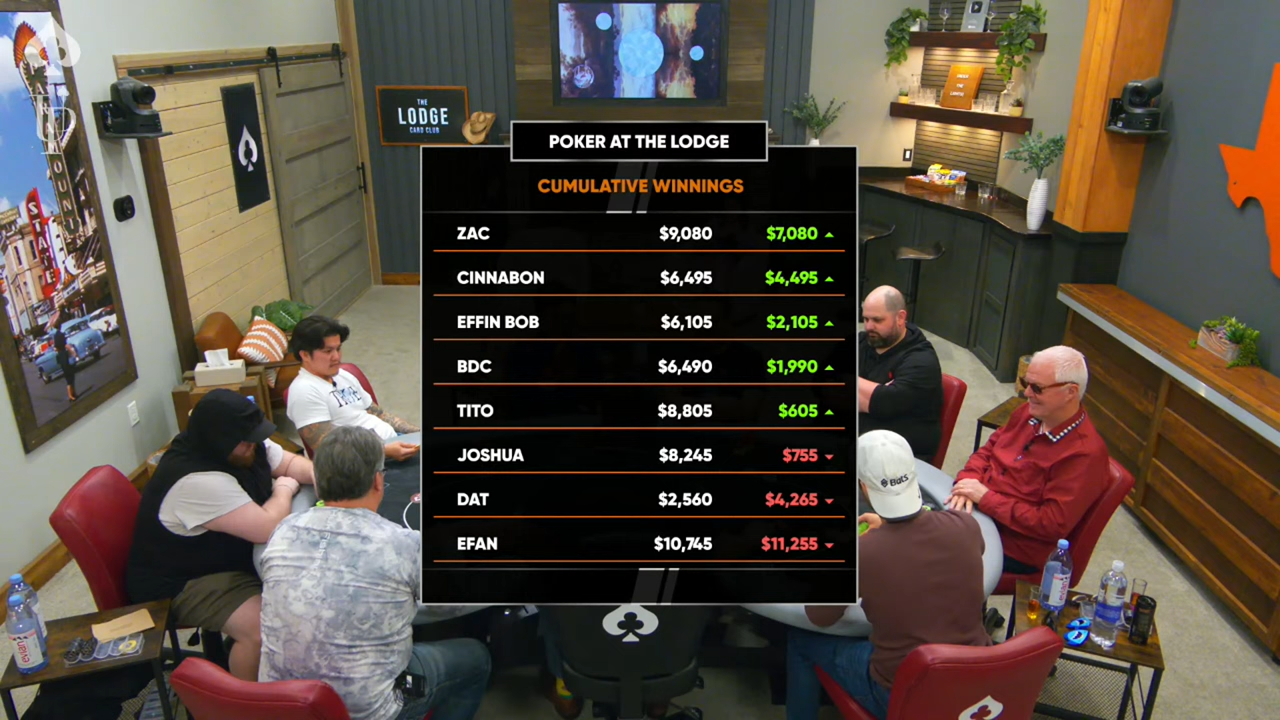 THE
LODGE
CARD CLUB
POKER AT THE LODGE
CUMULATIVE WINNINGS
ZAC $9,080 $7,080
CINNABON $6,495 $4,495
EFFIN BOB $6,105 $2,105
BDC $6,490 $1,990
TITO $8,805 $605
JOSHUA $8,245 $755
DAT $2,560 $4,265
EFAN $10,745 $11,255
STATE
evian